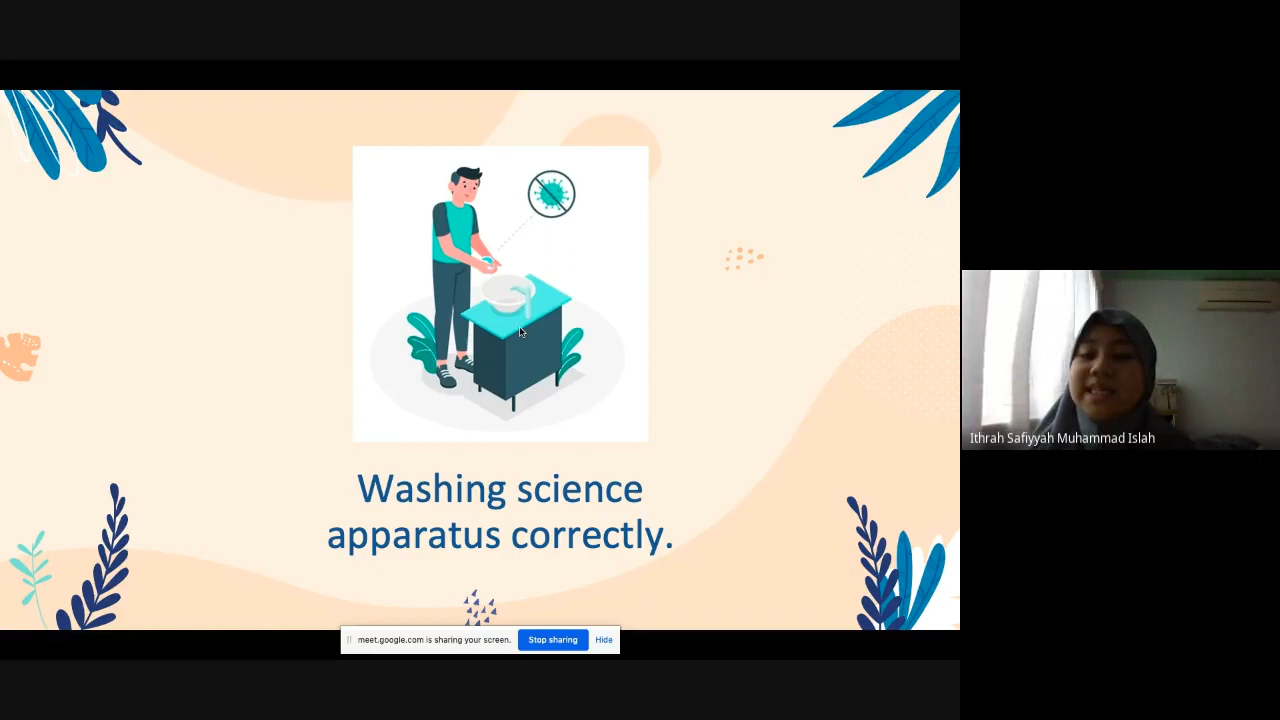 Washing science
apparatus correctly.
meet.google.com is sharing your screen. Stop sharing Hide
Ithrah Safiyyah Muhammad Islah